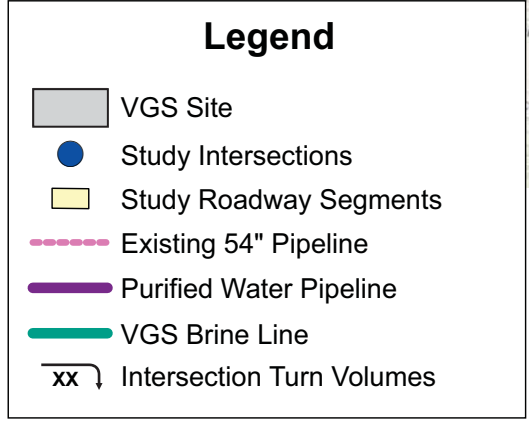 Legend
VGS Site
Study Intersections
Study Roadway Segments
Existing 54" Pipeline
Purified Water Pipeline
VGS Brine Line
xx Intersection Turn Volumes